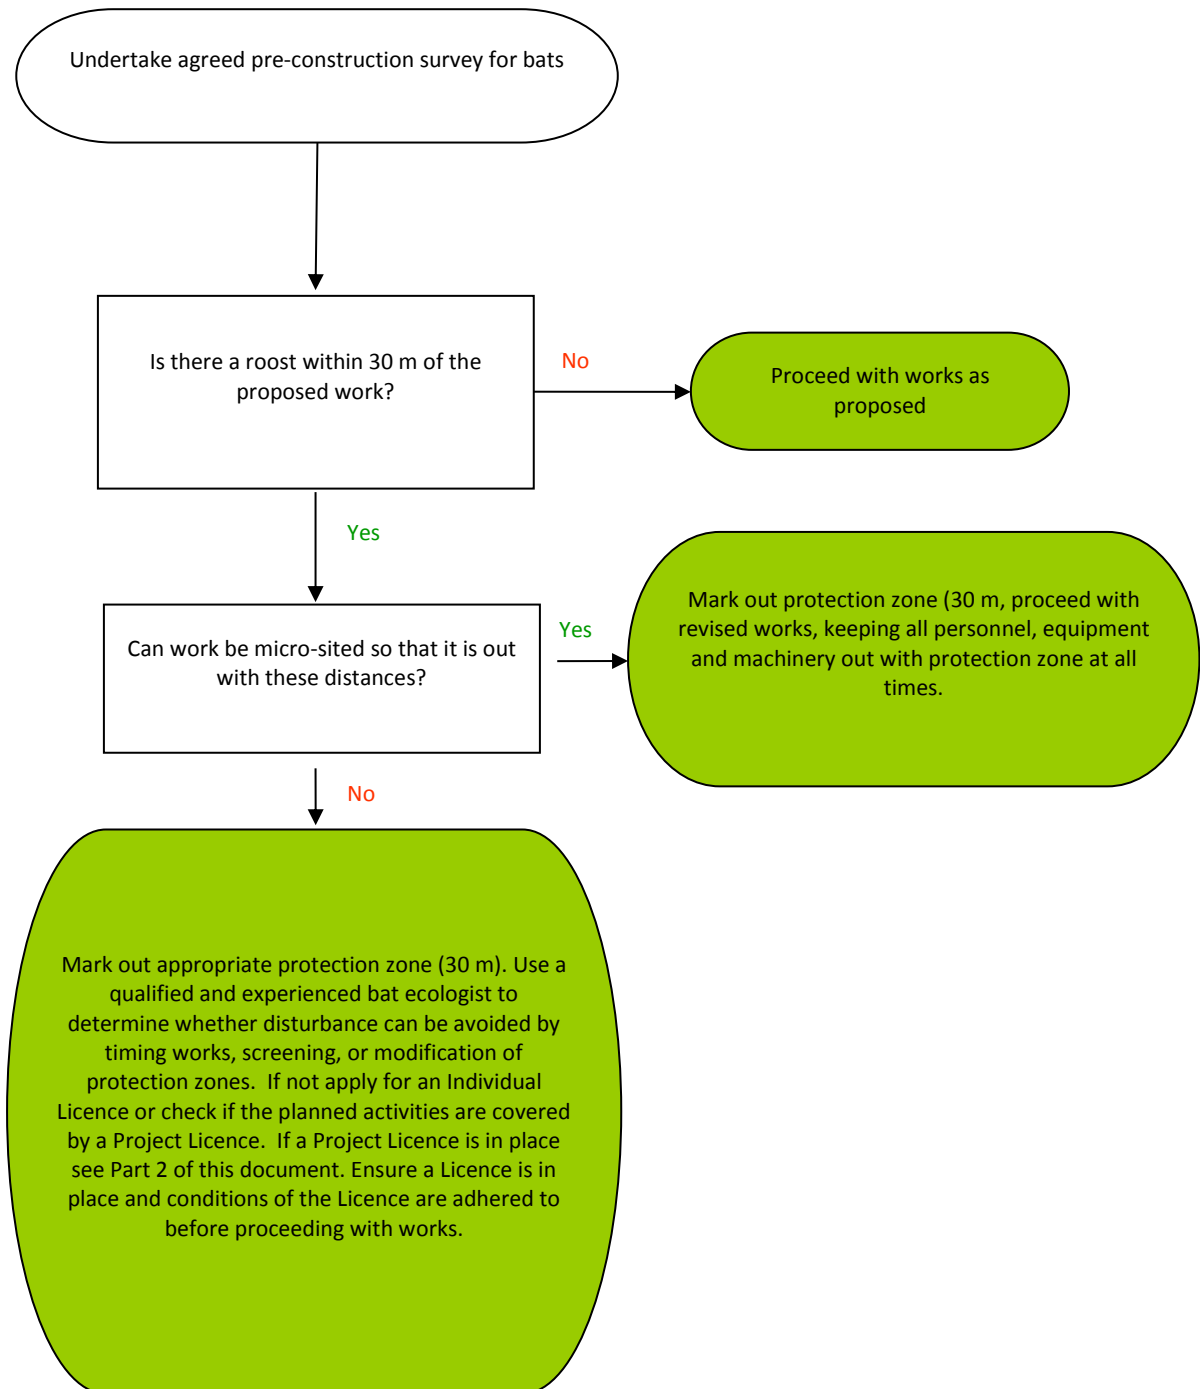 Undertake agreed pre-construction survey for bats
Is there a roost within 30 m of the
proposed work?
No
Proceed with works as
proposed
Yes
Can work be micro-sited so that it is out
with these distances?
Yes
Mark out protection zone (30 m, proceed with
revised works, keeping all personnel, equipment
and machinery out with protection zone at all
times.
No
Mark out appropriate protection zone (30 m). Use a
qualified and experienced bat ecologist to
determine whether disturbance can be avoided by
timing works, screening, or modification of
protection zones.  If not apply for an Individual
Licence or check if the planned activities are covered
by a Project Licence.  If a Project Licence is in place
see Part 2 of this document. Ensure a Licence is in
place and conditions of the Licence are adhered to
before proceeding with works.